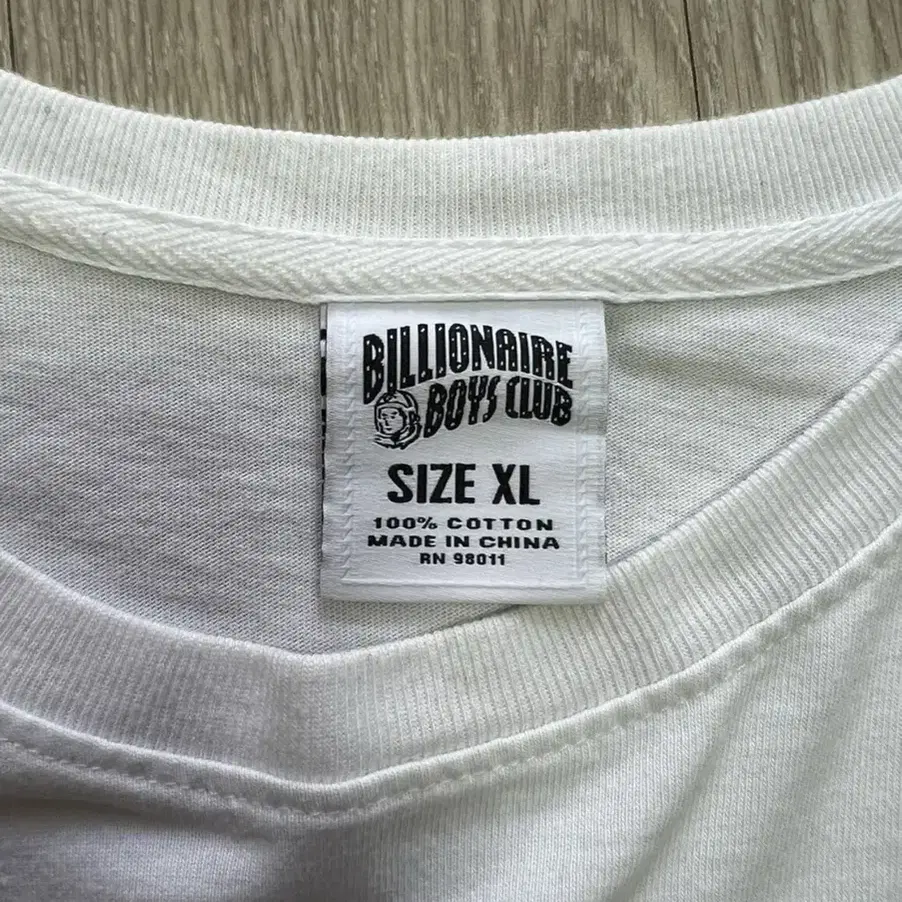 BILLIONAIRE
BOYS CLUB
SIZE XL
100% COTTON
MADE IN CHINA
RN 98011